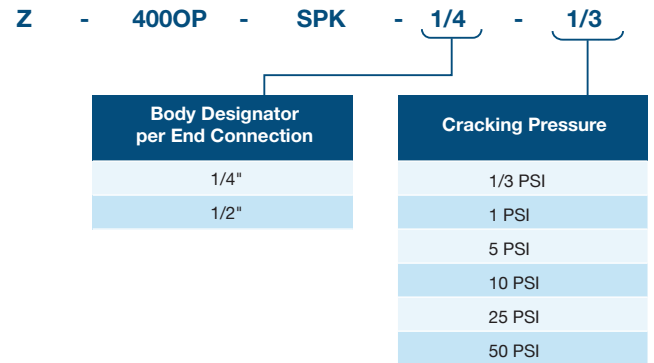 Z - 400OP - SPK - 1/4 - 1/3
Body Designator
per End Connection
1/4"
1/2"
Cracking Pressure
1/3 PSI
1 PSI
5 PSI
10 PSI
25 PSI
50 PSI